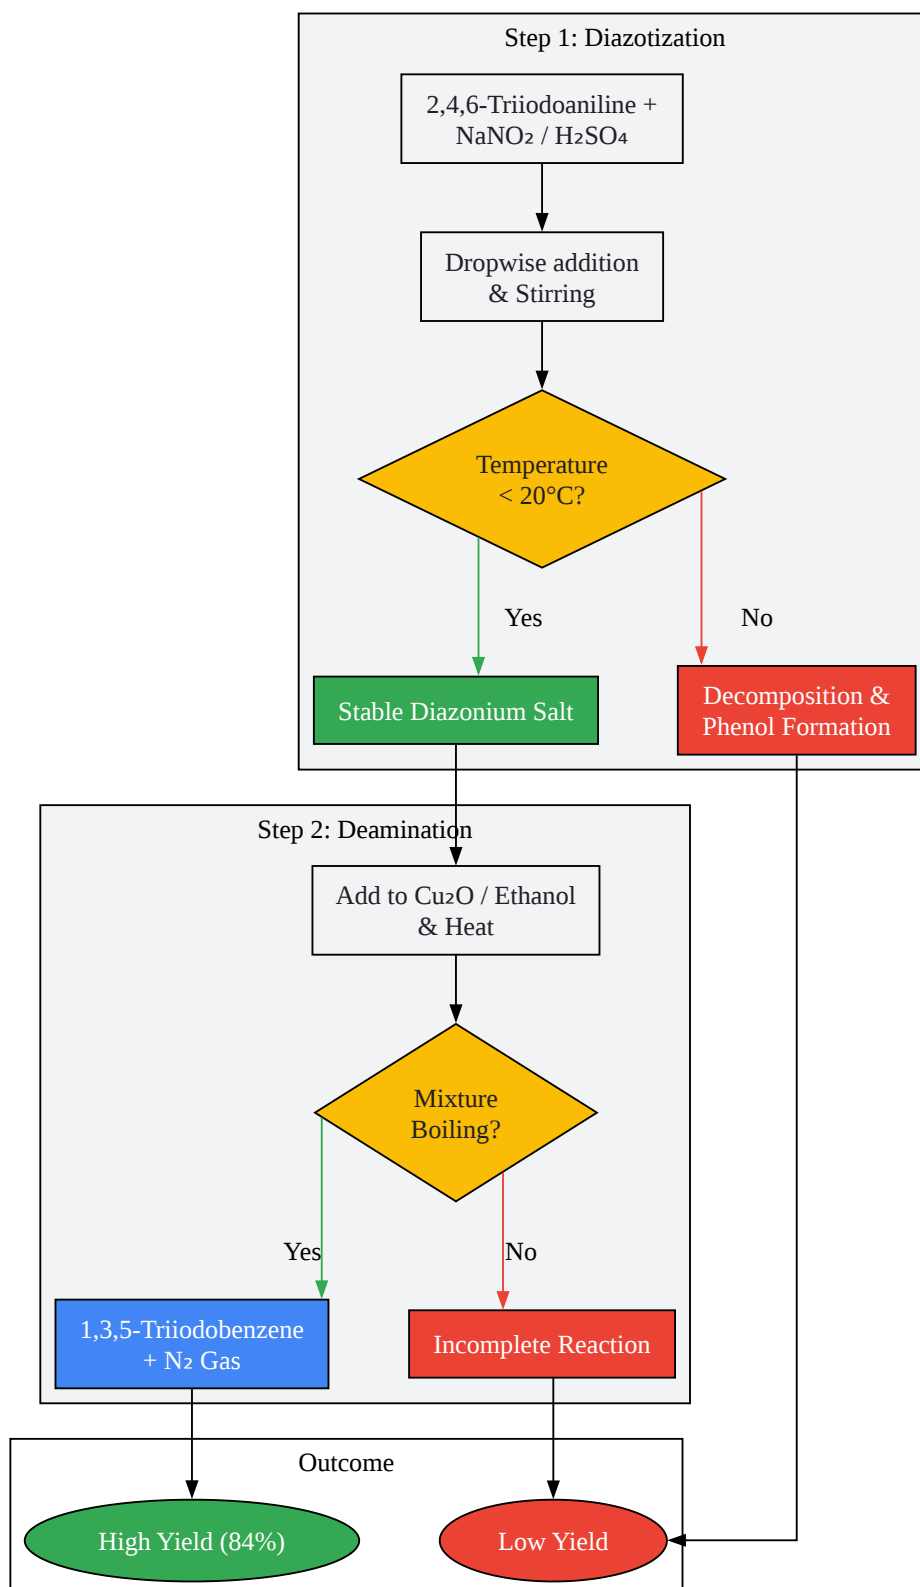 Step 1: Diazotization
2,4,6-Triiodoaniline +
NaNO₂ / H₂SO₄
Dropwise addition
& Stirring
Temperature
< 20°C?
Yes
No
Stable Diazonium Salt
Decomposition &
Phenol Formation
Step 2: Deamination
Add to Cu₂O / Ethanol
& Heat
Mixture
Boiling?
Yes
No
1,3,5-Triiodobenzene
+ N₂ Gas
Incomplete Reaction
Outcome
High Yield (84%)
Low Yield